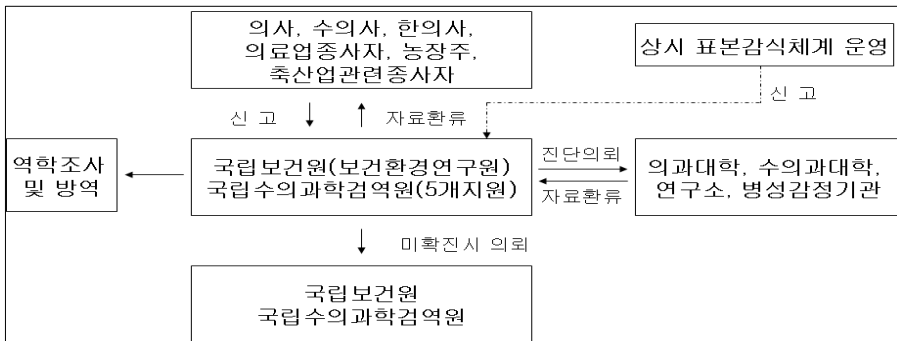 의사, 수의사, 한의사,
의료업종사자, 농장주,
축산업관련종사자
상시 표본감식체계 운영
신 고
신 고
자료환류
역학조사
및 방역
국립보건원(보건환경연구원)
국립수의과학검역원(5개지원)
진단의뢰
자료환류
의과대학, 수의과대학,
연구소, 병성감정기관
미확진시 의뢰
국립보건원
국립수의과학검역원